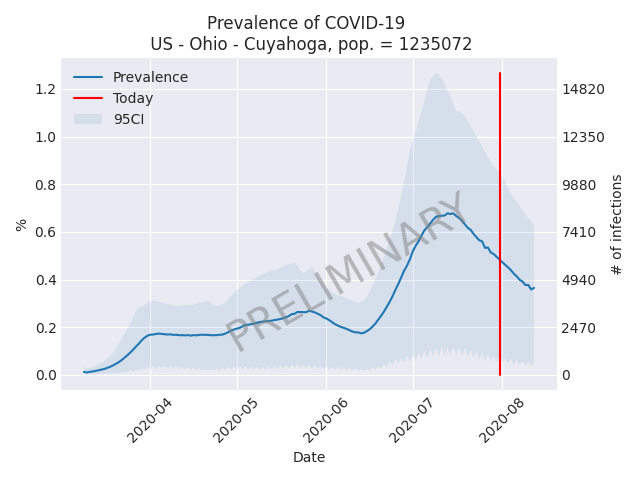 Prevalence of COVID-19
US - Ohio - Cuyahoga, pop. = 1235072
Prevalence
Today
95CI
1.2
1.0
0.8
0.6
0.4
0.2
0.0
%
14820
12350
9880
7410
4940
2470
0
# of infections
PRELIMINARY
2020-04
2020-05
2020-06
2020-07
2020-08
Date